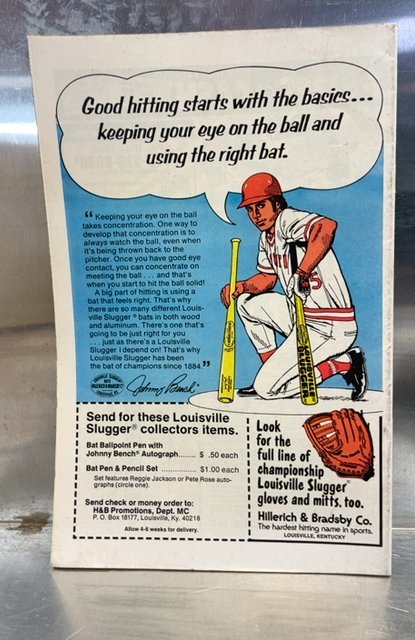 Good hitting starts with the basics...
keeping your eye on the ball and
using the right bat.
“Keeping your eye on the ball
takes concentration. One way to
develop that concentration is to
always watch the ball, even when
it's being thrown back to the
pitcher. Once you have good eye
contact, you can concentrate on
meeting the ball . . . and that's
when you start to hit the ball solid!
A big part of hitting is using a
bat that feels right. That's why
there are so many different Louis-
ville Slugger® bats in both wood
and aluminum. There's one that's
going to be just right for you
. . . just as there's a Louisville
Slugger I depend on! That's why
Louisville Slugger has been
the bat of champions since 1884.”
Johnny Bench
5
LOUISVILLE
SLUGGER
Send for these Louisville
Slugger® collectors items.
Bat Ballpoint Pen with
Johnny Bench Autograph....... $ .50 each
Bat Pen & Pencil Set ............. $1.00 each
Set features Reggie Jackson or Pete Rose auto-
graphs (circle one).
Send check or money order to:
H&B Promotions, Dept. MC
P. O. Box 18177, Louisville, Ky. 40218
Allow 4-6 weeks for delivery.
Look
for the
full line of
championship
Louisville Slugger®
gloves and mitts, too.
Hillerich & Bradsby Co.
The hardest hitting name in sports.
LOUISVILLE, KENTUCKY